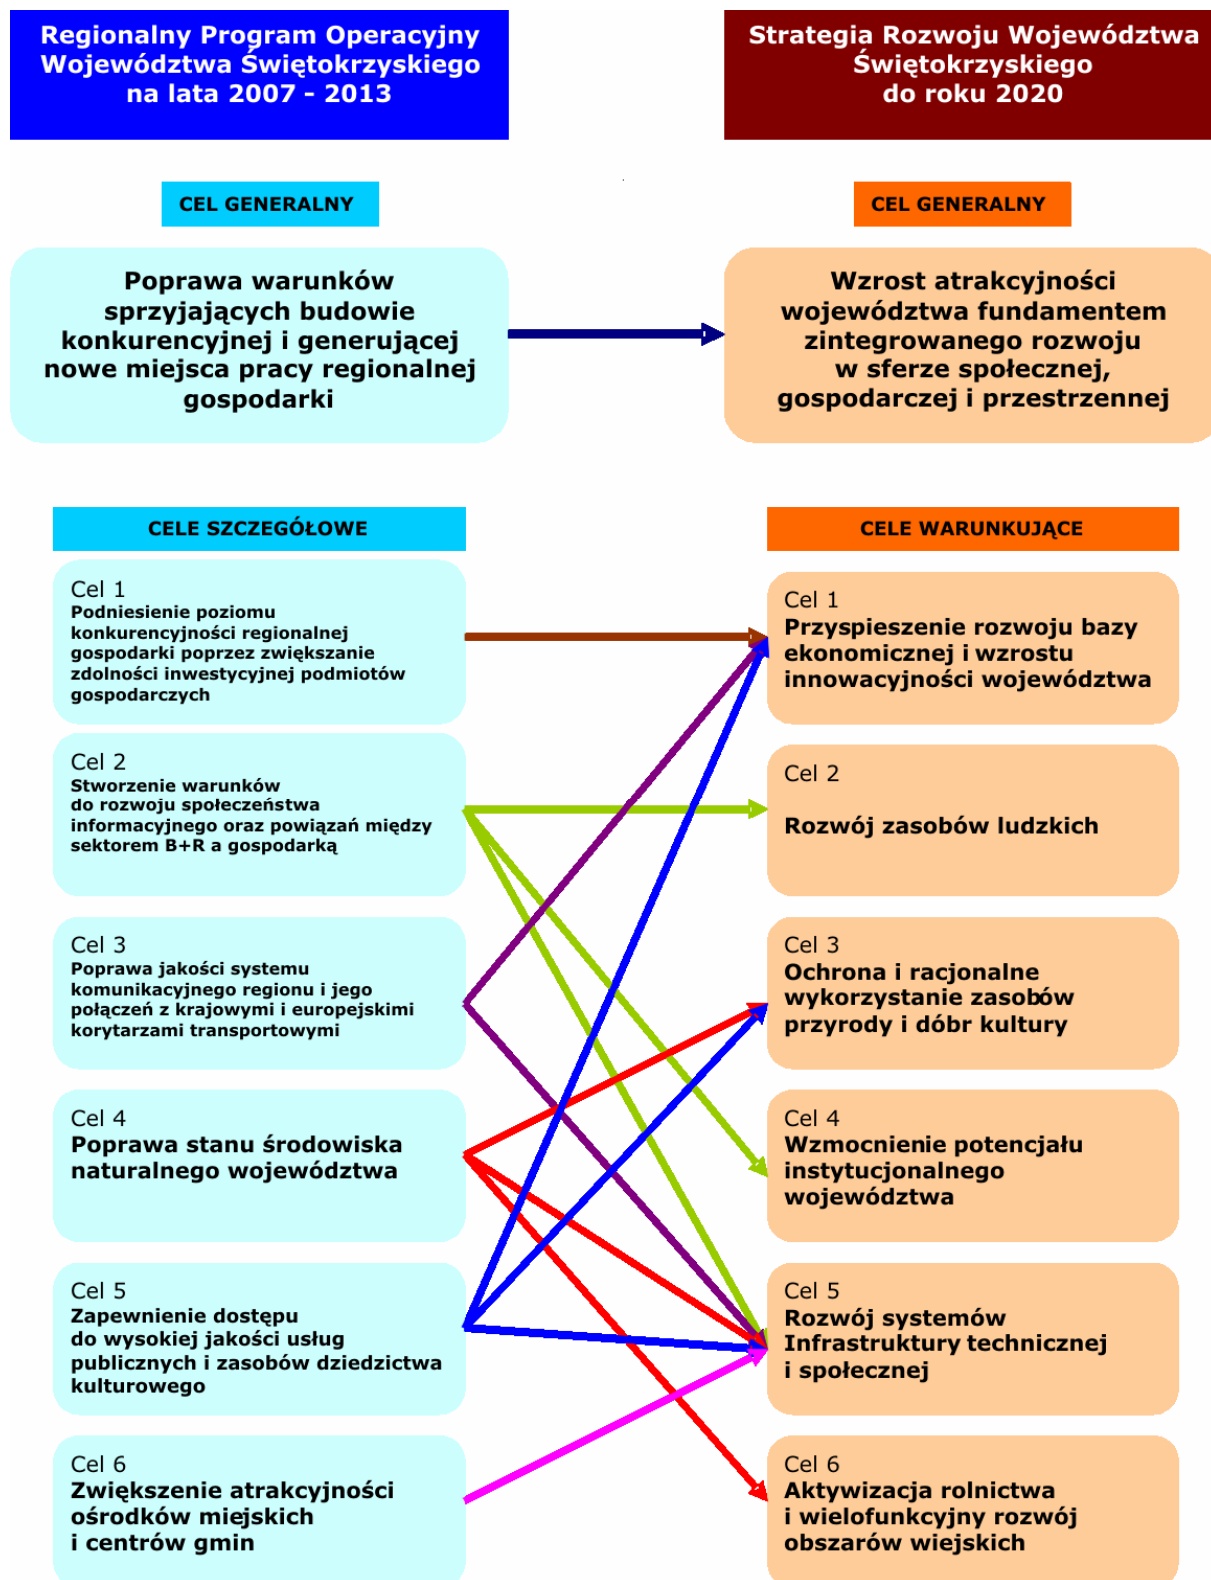 Regionalny Program Operacyjny
Województwa Świętokrzyskiego
na lata 2007 - 2013
Strategia Rozwoju Województwa
Świętokrzyskiego
do roku 2020
CEL GENERALNY
CEL GENERALNY
Poprawa warunków
sprzyjających budowie
konkurencyjnej i generującej
nowe miejsca pracy regionalnej
gospodarki
Wzrost atrakcyjności
województwa fundamentem
zintegrowanego rozwoju
w sferze społecznej,
gospodarczej i przestrzennej
CELE SZCZEGÓŁOWE
Cel 1
Podniesienie poziomu
konkurencyjności regionalnej
gospodarki poprzez zwiększanie
zdolności inwestycyjnej podmiotów
gospodarczych
Cel 2
Stworzenie warunków
do rozwoju społeczeństwa
informacyjnego oraz powiązań między
sektorem B+R a gospodarką
Cel 3
Poprawa jakości systemu
komunikacyjnego regionu i jego
połączeń z krajowymi i europejskimi
korytarzami transportowymi
Cel 4
Poprawa stanu środowiska
naturalnego województwa
Cel 5
Zapewnienie dostępu
do wysokiej jakości usług
publicznych i zasobów dziedzictwa
kulturowego
Cel 6
Zwiększenie atrakcyjności
ośrodków miejskich
i centrów gmin
CELE WARUNKUJĄCE
Cel 1
Przyspieszenie rozwoju bazy
ekonomicznej i wzrostu
innowacyjności województwa
Cel 2
Rozwój zasobów ludzkich
Cel 3
Ochrona i racjonalne
wykorzystanie zasobów
przyrody i dóbr kultury
Cel 4
Wzmocnienie potencjału
instytucjonalnego
województwa
Cel 5
Rozwój systemów
Infrastruktury technicznej
i społecznej
Cel 6
Aktywizacja rolnictwa
i wielofunkcyjny rozwój
obszarów wiejskich